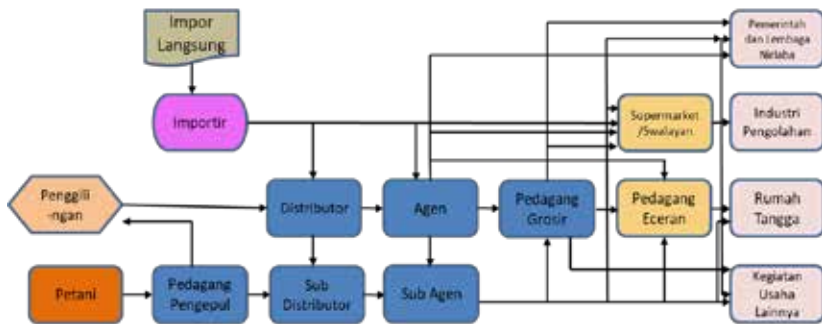 Impor
Langsung
Pemerintah
dan Lembaga
Nirlaba
Importir
Supermarket
/Swalayan
Industri
Pengolahan
Penggili
-ngan
Distributor
Agen
Pedagang
Grosir
Pedagang
Eceran
Rumah
Tangga
Petani
Pedagang
Pengepul
Sub
Distributor
Sub Agen
Kegiatan
Usaha
Lainnya